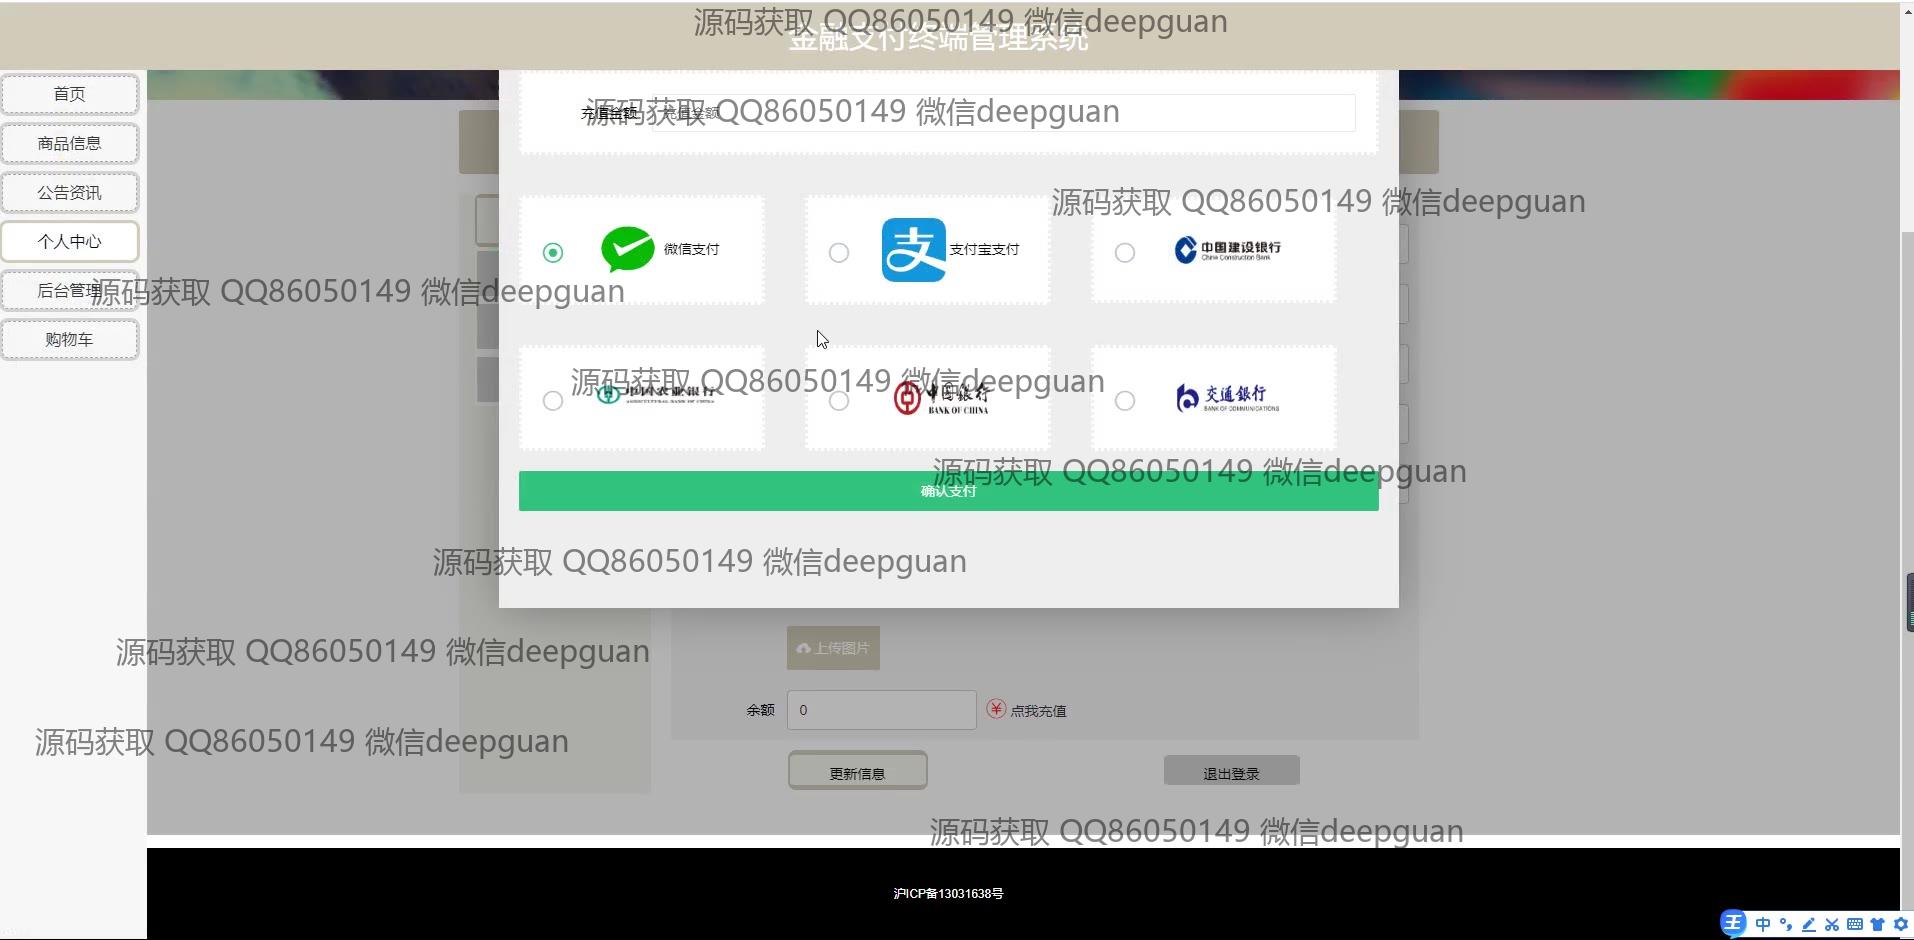 源码获取 QQ86050149 微信deepguan
金融支付终端管理系统
首页
商品信息
公告资讯
个人中心
后台管理
购物车
充值金额
充值金额
源码获取 QQ86050149 微信deepguan
源码获取 QQ86050149 微信deepguan
微信支付
支
支付宝支付
中国建设银行
China Construction Bank
源码获取 QQ86050149 微信deepguan
源码获取 QQ86050149 微信deepguan
中国农业银行
AGRICULTURAL BANK OF CHINA
中国银行
BANK OF CHINA
交通银行
BANK OF COMMUNICATIONS
源码获取 QQ86050149 微信deepguan
确认支付
源码获取 QQ86050149 微信deepguan
上传图片
源码获取 QQ86050149 微信deepguan
余额
0
¥ 点我充值
源码获取 QQ86050149 微信deepguan
更新信息
退出登录
源码获取 QQ86050149 微信deepguan
沪ICP备13031638号
王 中